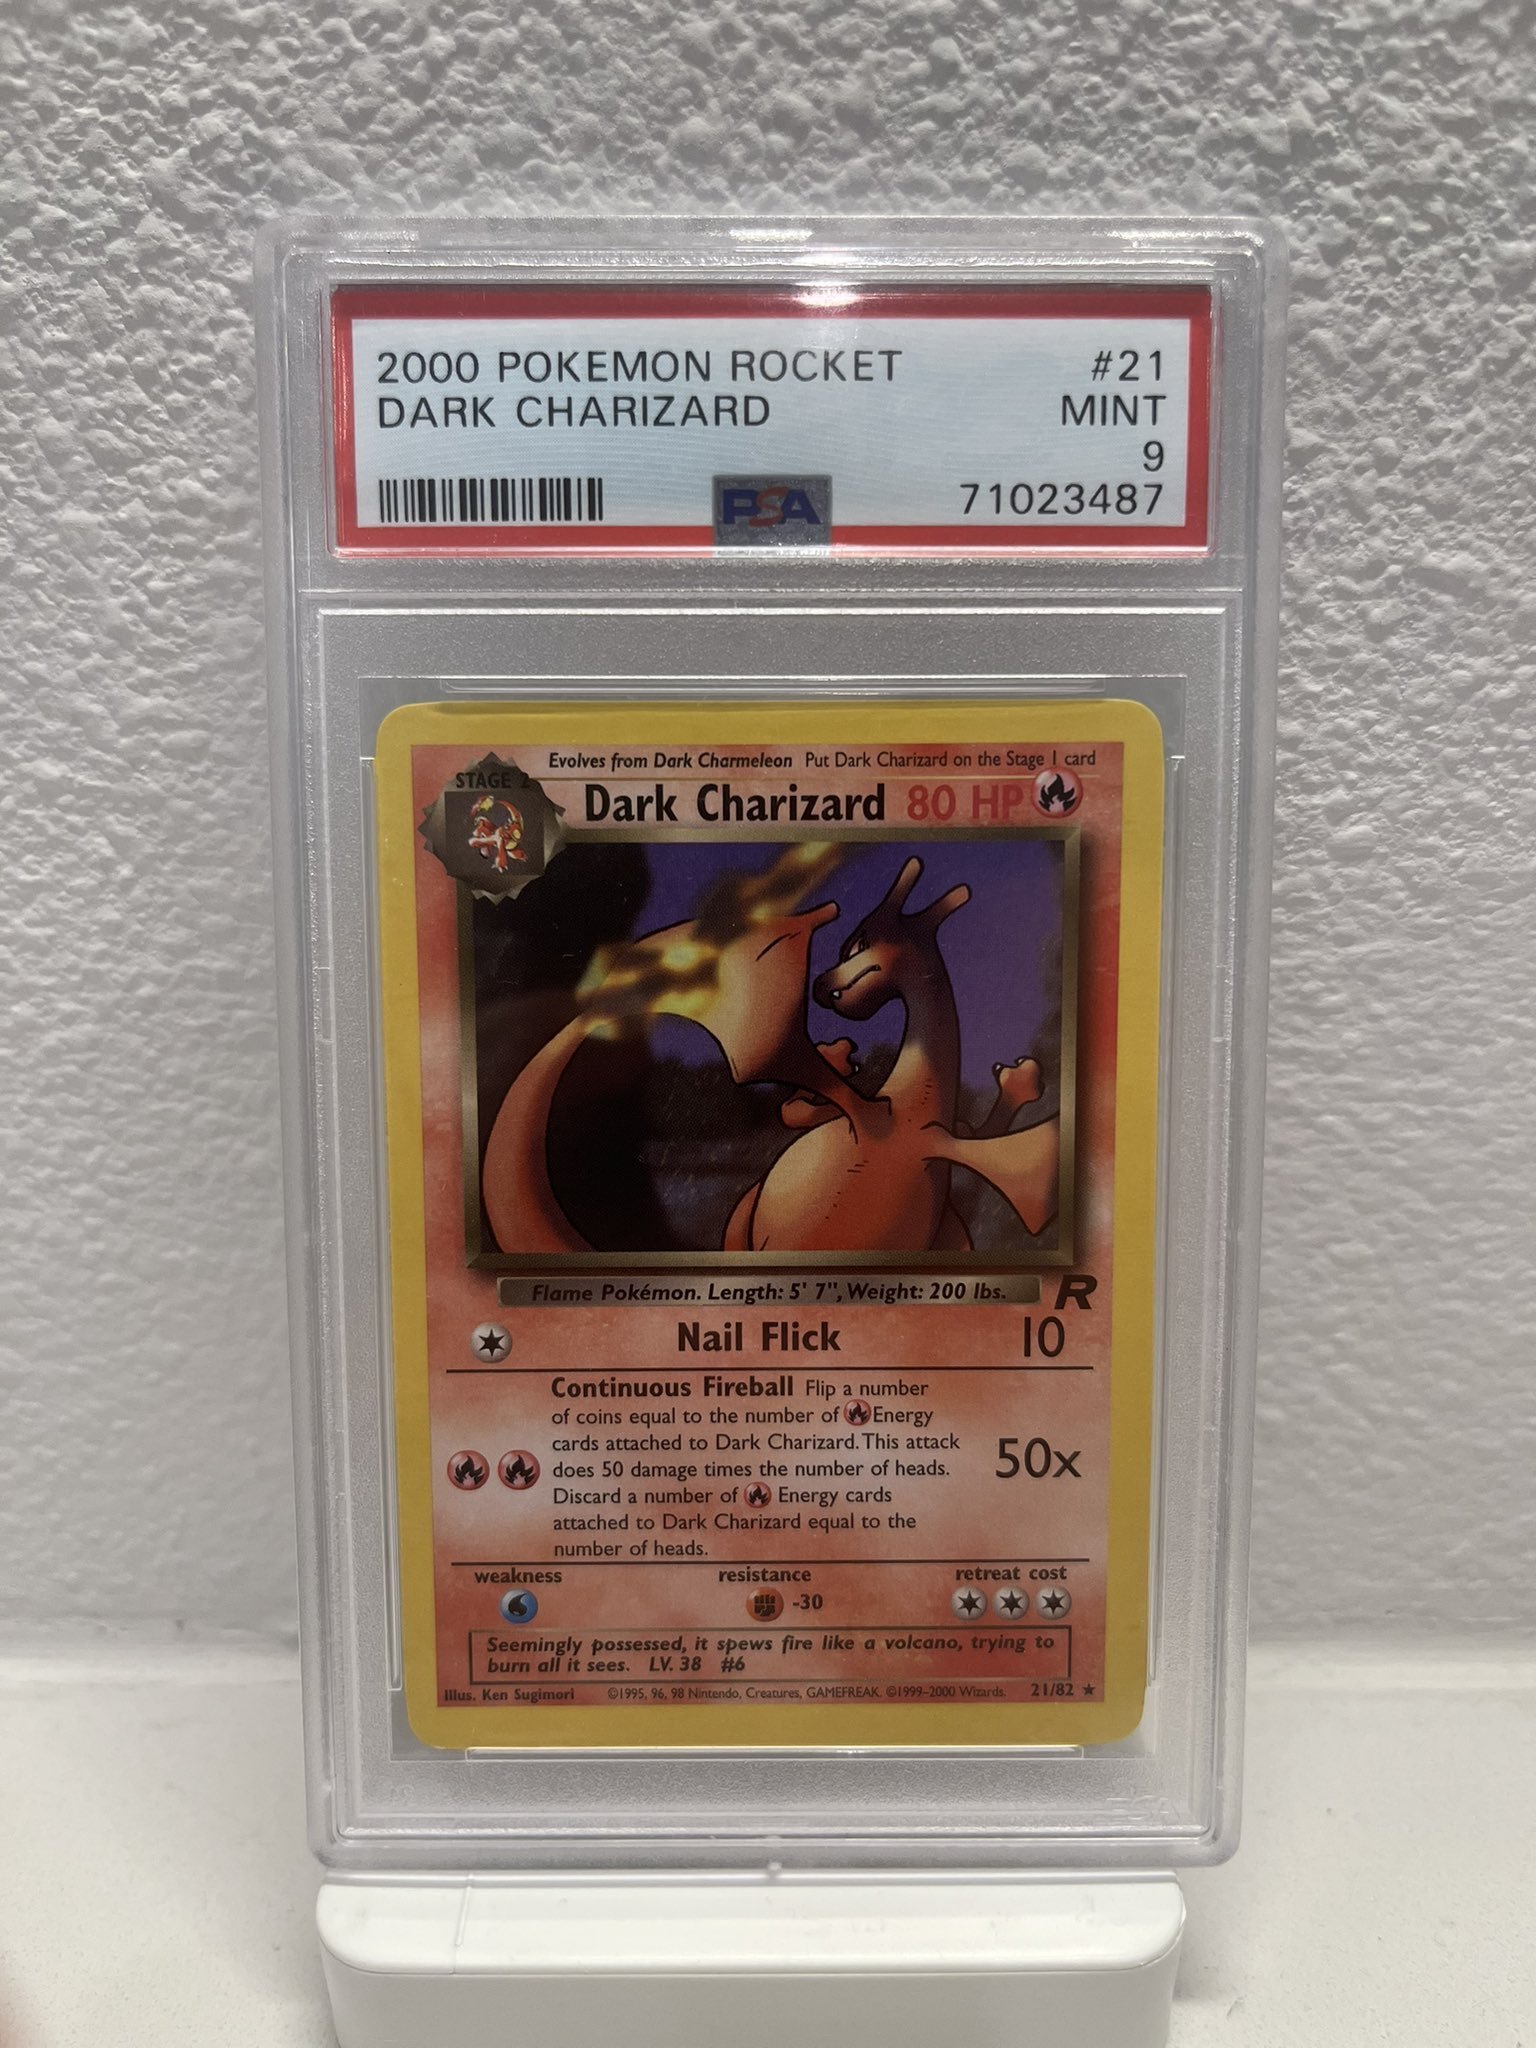 2000 POKEMON ROCKET #21
DARK CHARIZARD MINT
9
PSA 71023487
Evolves from Dark Charmeleon Put Dark Charizard on the Stage 1 card
STAGE 2
Dark Charizard 80 HP
Flame Pokémon. Length: 5' 7", Weight: 200 lbs.
R
Nail Flick 10
Continuous Fireball Flip a number
of coins equal to the number of Energy
cards attached to Dark Charizard. This attack
does 50 damage times the number of heads. 50x
Discard a number of Energy cards
attached to Dark Charizard equal to the
number of heads.
weakness resistance retreat cost
-30
Seemingly possessed, it spews fire like a volcano, trying to
burn all it sees. LV. 38 #6
Illus. Ken Sugimori ©1995, 96, 98 Nintendo, Creatures, GAMEFREAK. ©1999-2000 Wizards. 21/82 ★
PSA